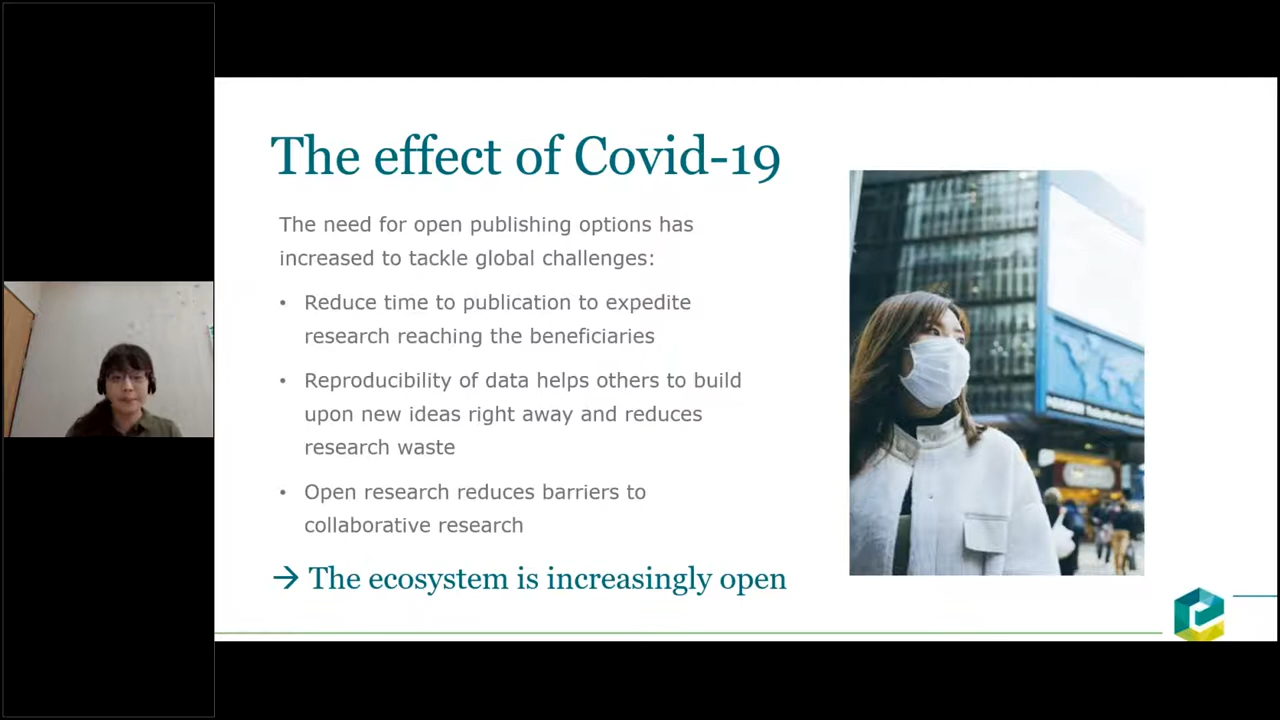 The effect of Covid-19
The need for open publishing options has
increased to tackle global challenges:
• Reduce time to publication to expedite
research reaching the beneficiaries
• Reproducibility of data helps others to build
upon new ideas right away and reduces
research waste
• Open research reduces barriers to
collaborative research
→ The ecosystem is increasingly open